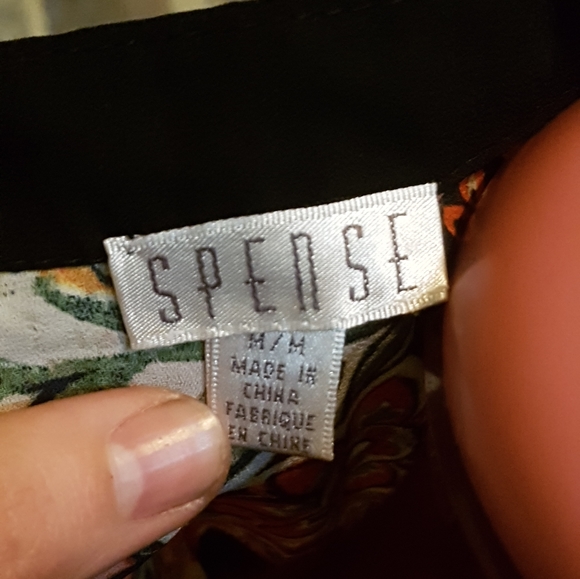 SPENSE
M/M
MADE IN
CHINA
FABRIQUE
EN CHINE